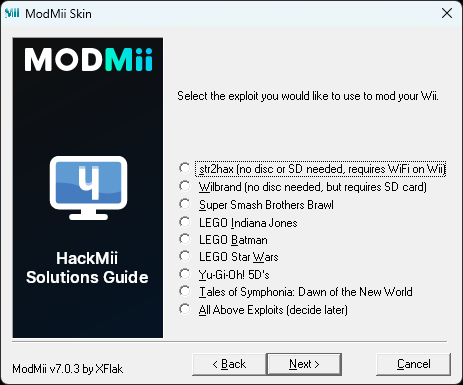 ModMii Skin
MODMii
HackMii
Solutions Guide
Select the exploit you would like to use to mod your Wii.
str2hax (no disc or SD needed, requires WiFi on Wii)
Wilbrand (no disc needed, but requires SD card)
Super Smash Brothers Brawl
LEGO Indiana Jones
LEGO Batman
LEGO Star Wars
Yu-Gi-Oh! 5D's
Tales of Symphonia: Dawn of the New World
All Above Exploits (decide later)
ModMii v7.0.3 by XFlak
< Back
Next >
Cancel